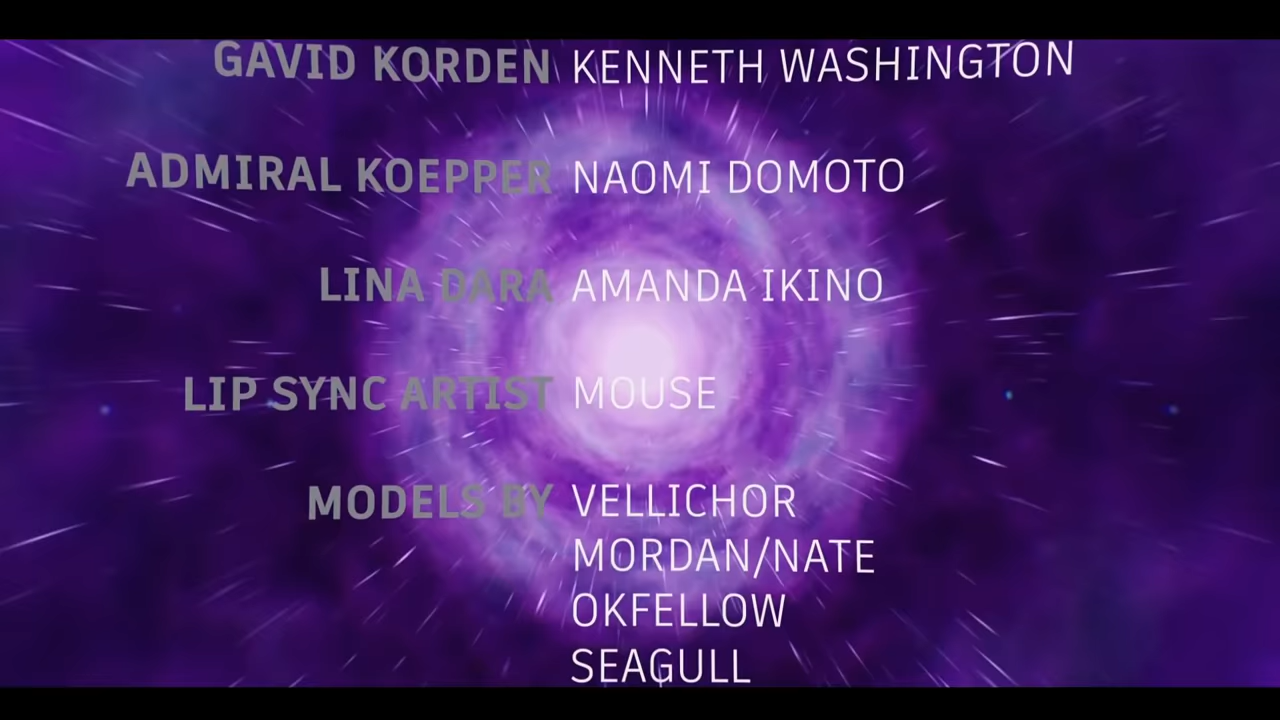 GAVID KORDEN KENNETH WASHINGTON
ADMIRAL KOEPPER NAOMI DOMOTO
LINA DARA AMANDA IKINO
LIP SYNC ARTIST MOUSE
MODELS BY VELLICHOR
MORDAN/NATE
OKFELLOW
SEAGULL